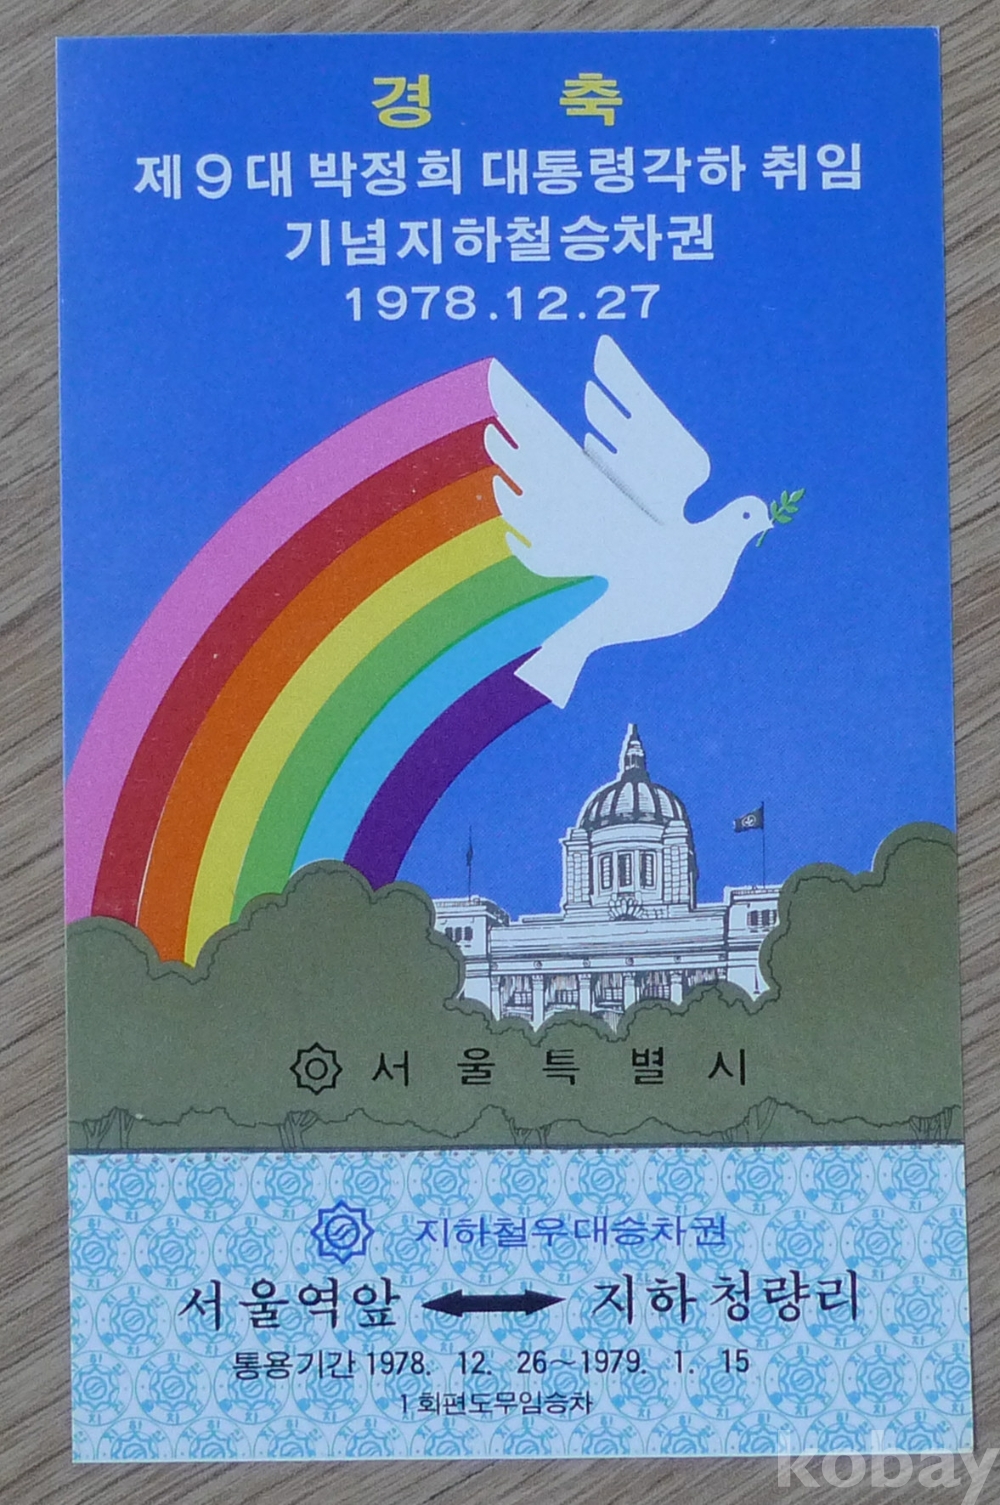 경 축
제9대 박정희 대통령각하 취임
기념지하철승차권
1978.12.27
서울특별시
지하철우대승차권
서울역앞 ↔ 지하청량리
통용기간 1978. 12. 26~1979. 1. 15
1회편도무임승차
kobay